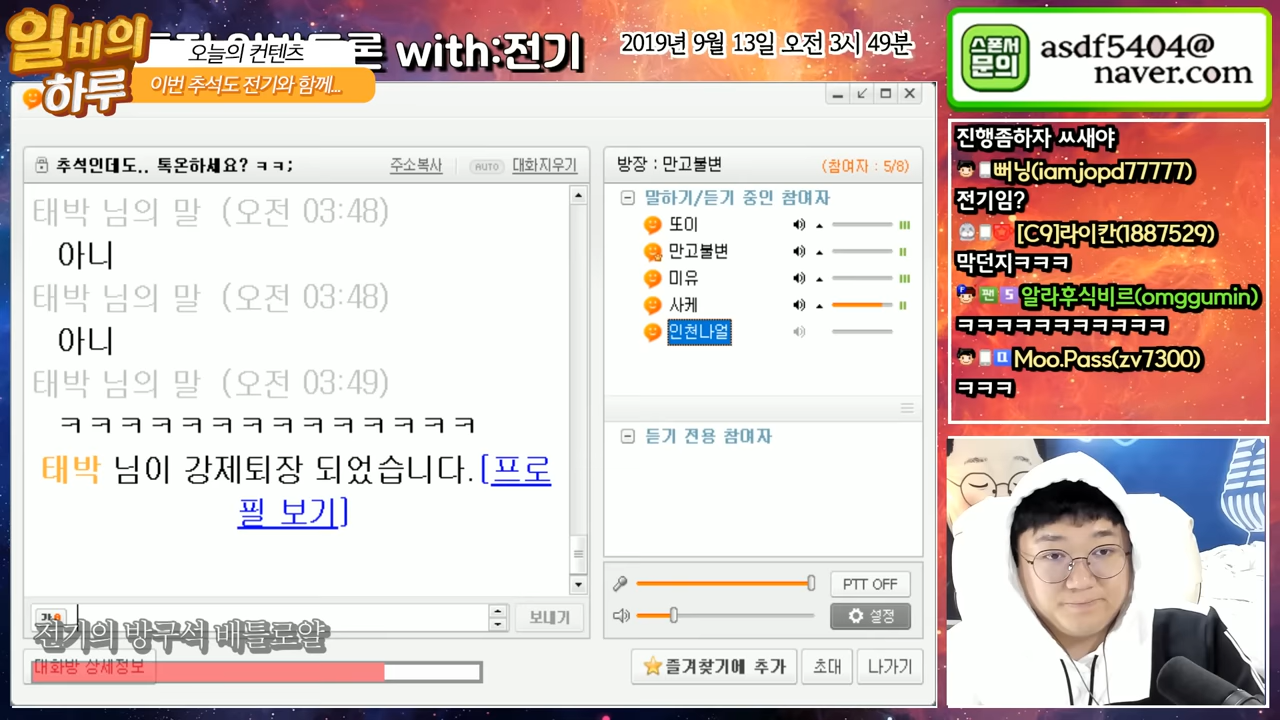 일비의
하루
with:전기
오늘의 컨텐츠
이번 추석도 전기와 함께...
2019년 9월 13일 오전 3시 49분
스폰서
문의
asdf5404@
naver.com
추석인데도.. 톡온하세요? ㅋㅋ;
주소복사
AUTO
대화지우기
태박 님의 말 (오전 03:48)
아니
태박 님의 말 (오전 03:48)
아니
태박 님의 말 (오전 03:49)
ㅋㅋㅋㅋㅋㅋㅋㅋㅋㅋㅋㅋㅋㅋ
태박 님이 강제퇴장 되었습니다.[프로
필 보기]
보내기
전기의 방구석 배틀로얄
대화방 상세정보
방장 : 만고불변
(참여자 : 5/8)
말하기/듣기 중인 참여자
또이
만고불변
미유
사케
인천나얼
듣기 전용 참여자
PTT OFF
설정
즐겨찾기에 추가
초대
나가기
진행좀하자 ㅆ새야
뻐닝(iamjopd77777)
전기임?
[C9]라이칸(1887529)
막던지ㅋㅋㅋ
팬 5 알라후식비르(omggumin)
ㅋㅋㅋㅋㅋㅋㅋㅋㅋㅋㅋ
Moo.Pass(zv7300)
ㅋㅋㅋ